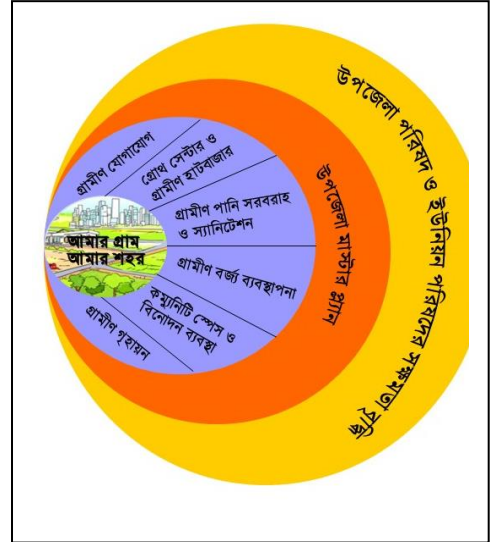 উপজেলা পরিষদ ও ইউনিয়ন পরিষদের সক্ষমতা বৃদ্ধি
উপজেলা মাস্টার প্ল্যান
গ্রামীণ যোগাযোগ
গ্রোথ সেন্টার ও
গ্রামীণ হাটবাজার
গ্রামীণ পানি সরবরাহ
ও স্যানিটেশন
গ্রামীণ বর্জ্য ব্যবস্থাপনা
কম্যুনিটি স্পেস ও
বিনোদন ব্যবস্থা
গ্রামীণ গৃহায়ন
আমার গ্রাম
আমার শহর